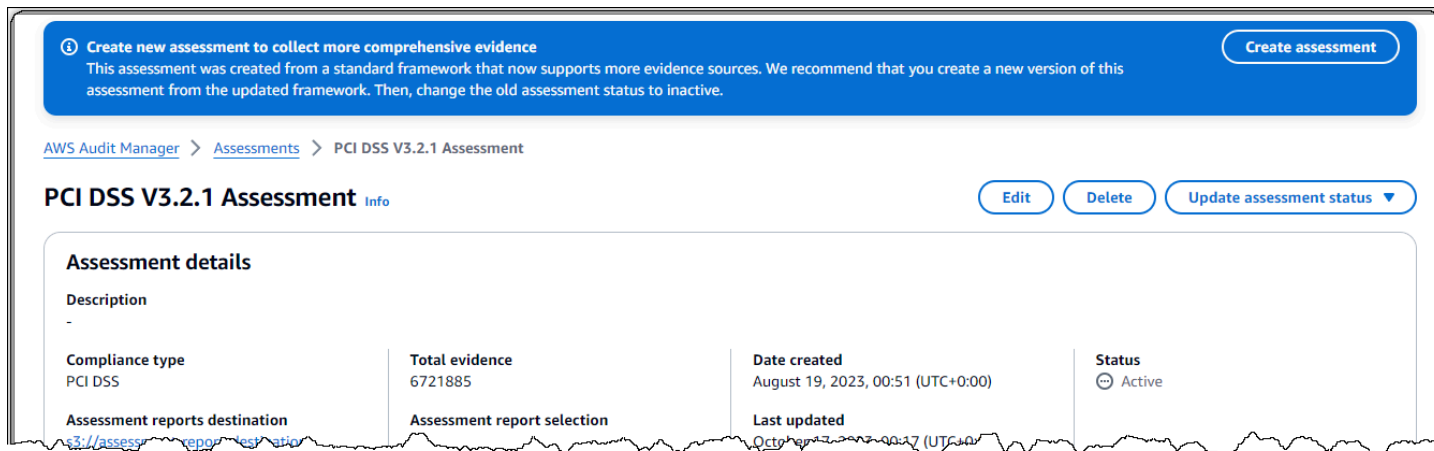 Create new assessment to collect more comprehensive evidence
Create assessment
This assessment was created from a standard framework that now supports more evidence sources. We recommend that you create a new version of this
assessment from the updated framework. Then, change the old assessment status to inactive.
AWS Audit Manager > Assessments > PCI DSS V3.2.1 Assessment
PCI DSS V3.2.1 Assessment Info
Edit
Delete
Update assessment status
Assessment details
Description
-
Compliance type
PCI DSS
Total evidence
6721885
Date created
August 19, 2023, 00:51 (UTC+0:00)
Status
Active
Assessment reports destination
Assessment report selection
Last updated